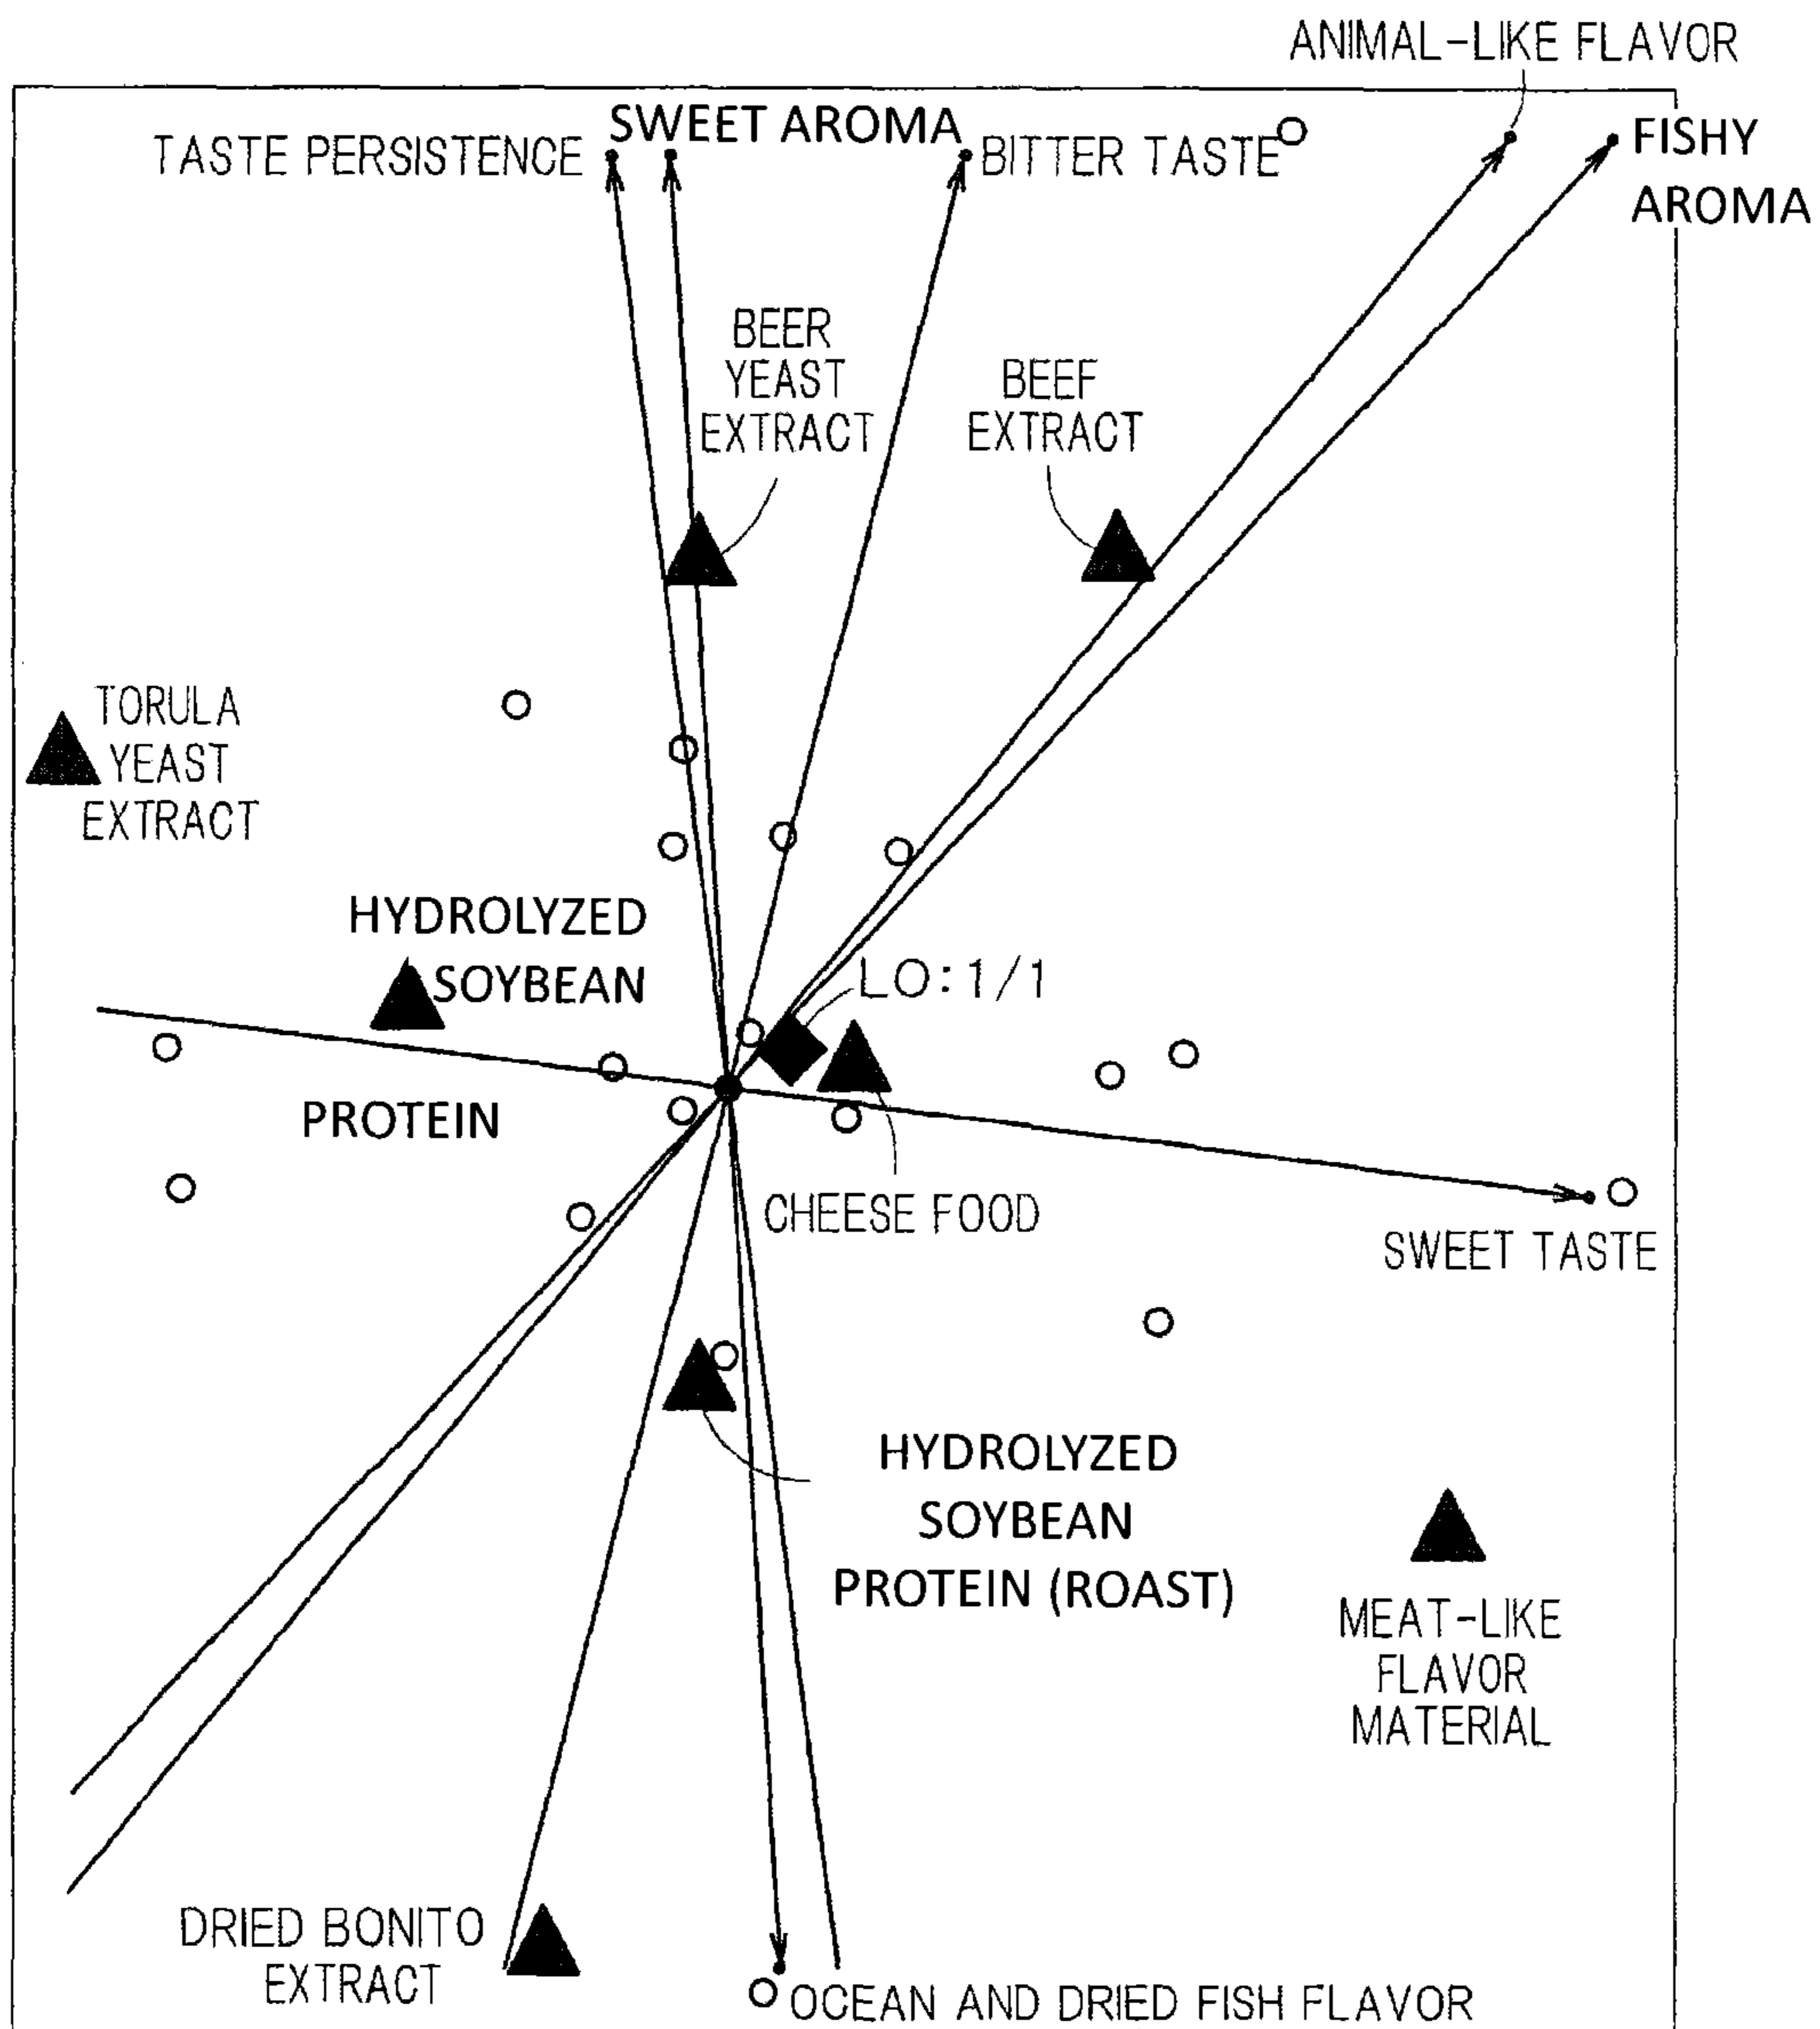 ANIMAL-LIKE FLAVOR
TASTE PERSISTENCE
SWEET AROMA
BITTER TASTE
FISHY
AROMA
BEER
YEAST
EXTRACT
BEEF
EXTRACT
TORULA
YEAST
EXTRACT
HYDROLYZED
SOYBEAN
PROTEIN
LO:1/1
CHEESE FOOD
SWEET TASTE
HYDROLYZED
SOYBEAN
PROTEIN (ROAST)
MEAT-LIKE
FLAVOR
MATERIAL
DRIED BONITO
EXTRACT
OCEAN AND DRIED FISH FLAVOR